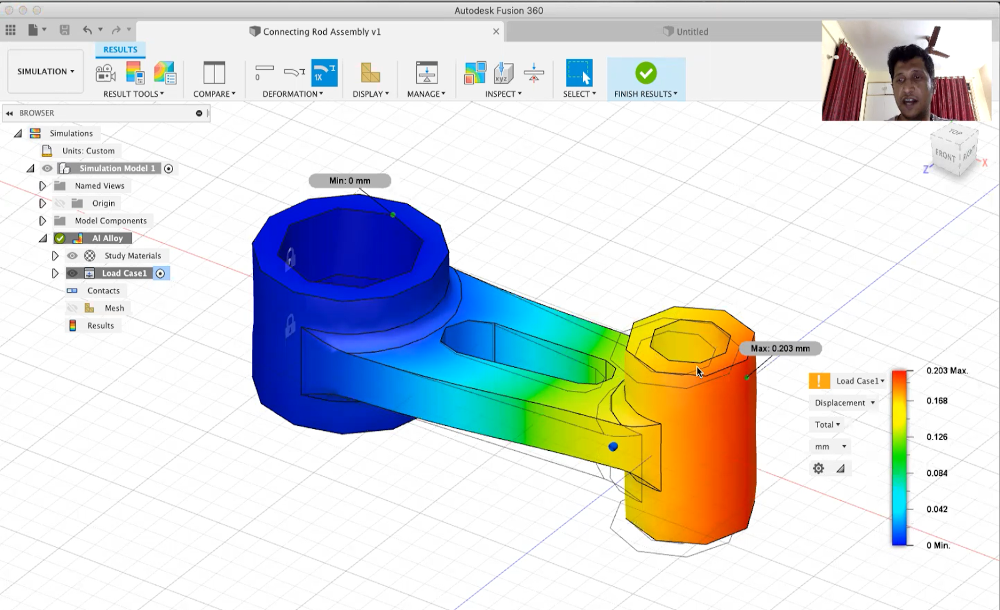 Autodesk Fusion 360
Connecting Rod Assembly v1
Untitled
RESULTS
SIMULATION
0
1X
xyz
RESULT TOOLS
COMPARE
DEFORMATION
DISPLAY
MANAGE
INSPECT
SELECT
FINISH RESULTS
BROWSER
Simulations
Units: Custom
Simulation Model 1
Named Views
Origin
Model Components
Al Alloy
Study Materials
Load Case1
Contacts
Mesh
Results
TOP
FRONT
RIGHT
Z
X
Min: 0 mm
Max: 0.203 mm
! Load Case1
Displacement
Total
mm
0.203 Max.
0.168
0.126
0.084
0.042
0 Min.